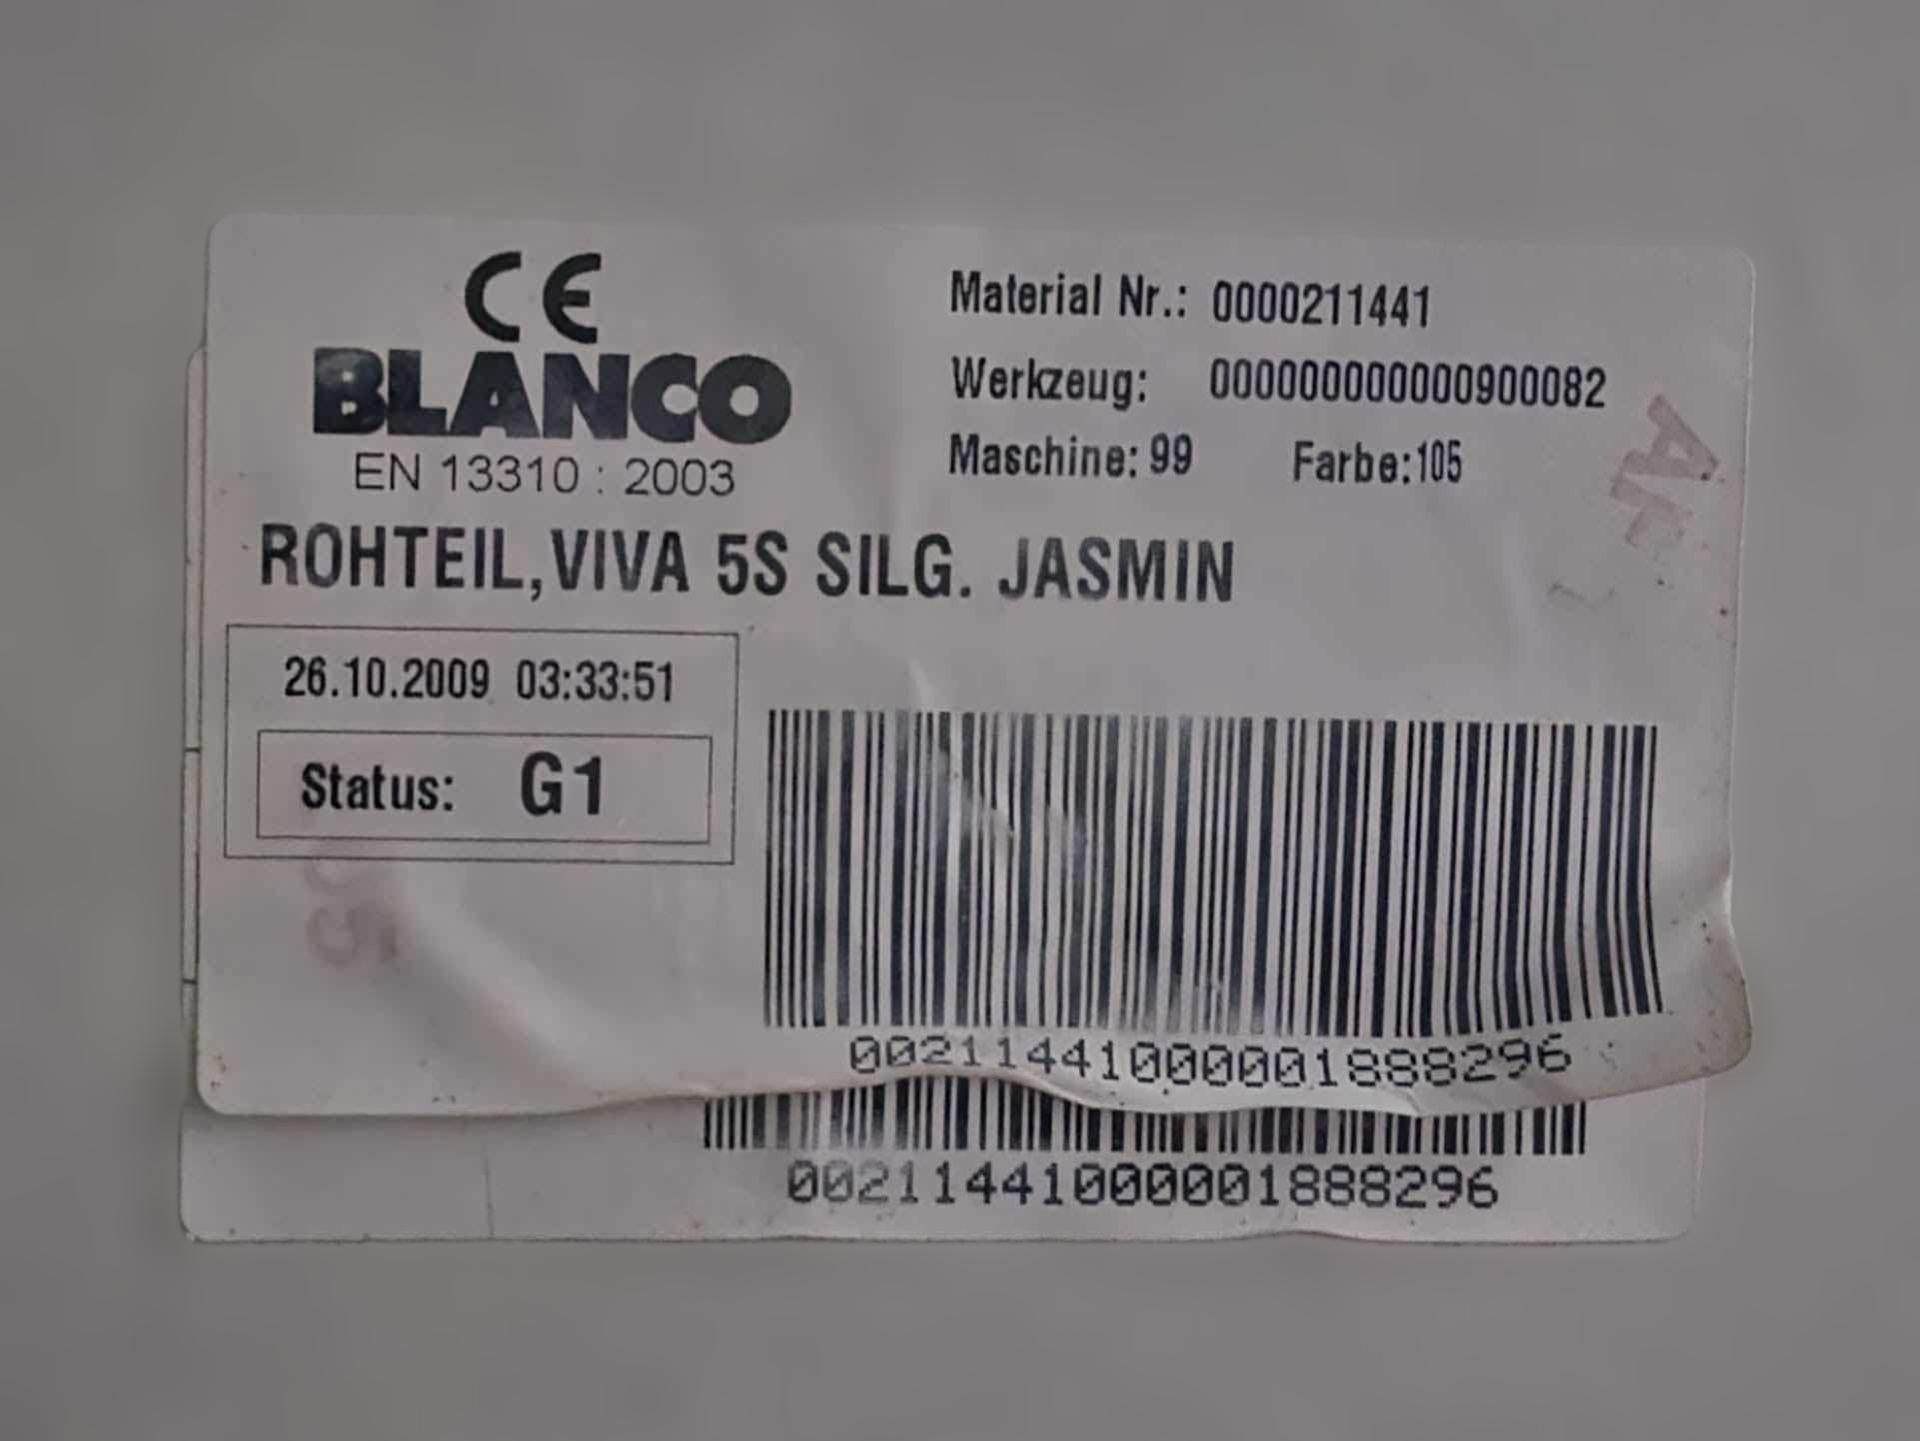 CE
BLANCO
EN 13310 : 2003
Material Nr.: 0000211441
Werkzeug: 000000000000900082
Maschine: 99 Farbe:105
ROHTEIL,VIVA 5S SILG. JASMIN
26.10.2009 03:33:51
Status: G1
002114410000001888296
002114410000001888296